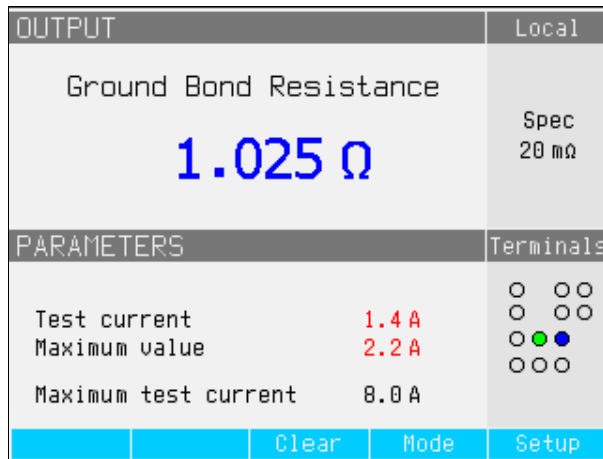 OUTPUT
Local
Ground Bond Resistance
1.025 Ω
Spec
20 mΩ
PARAMETERS
Terminals
Test current 1.4 A
Maximum value 2.2 A
Maximum test current 8.0 A
Clear Mode Setup